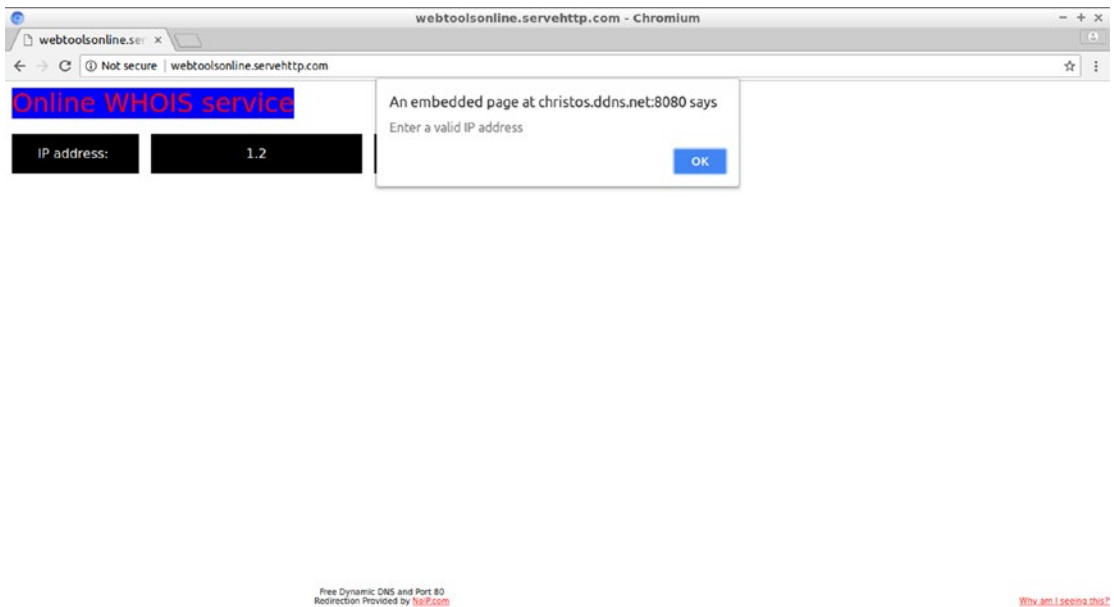 webtoolsonline.servehttp.com - Chromium
webtoolsonline.ser
Not secure | webtoolsonline.servehttp.com
Online WHOIS service
An embedded page at christos.ddns.net:8080 says
Enter a valid IP address
OK
IP address: 1.2
Free Dynamic DNS and Port 80
Redirection Provided by NoIP.com
Why am I seeing this?